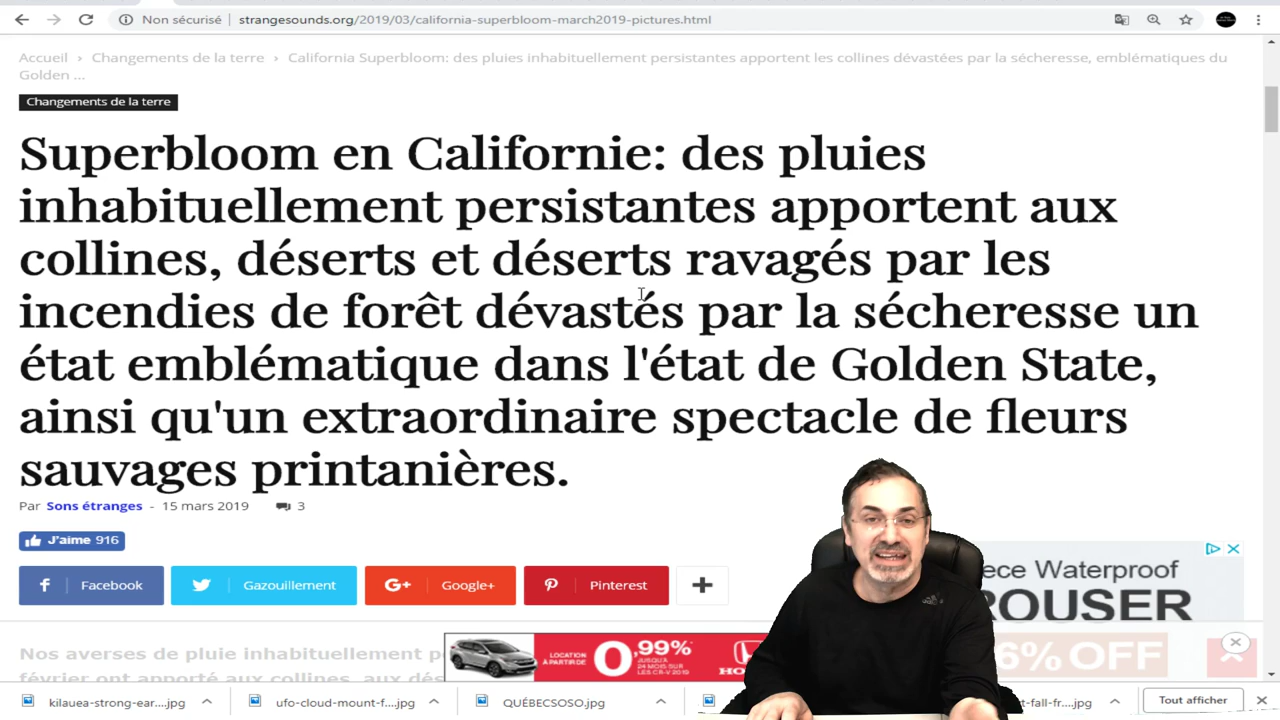 Non sécurisé strangesounds.org/2019/03/california-superbloom-march2019-pictures.html
Accueil › Changements de la terre › California Superbloom: des pluies inhabituellement persistantes apportent les collines dévastées par la sécheresse, emblématiques du
Golden ...
Changements de la terre
Superbloom en Californie: des pluies
inhabituellement persistantes apportent aux
collines, déserts et déserts ravagés par les
incendies de forêt dévastés par la sécheresse un
état emblématique dans l'état de Golden State,
ainsi qu'un extraordinaire spectacle de fleurs
sauvages printanières.
Par Sons étranges - 15 mars 2019 3
J'aime 916
Facebook Gazouillement Google+ Pinterest
ece Waterproof
ROUSER
Nos averses de pluie inhabituellement
février ont apporté aux collines, aux
LOCATION
À PARTIR DE
0,99%
JUSQU'À
24 MOIS SUR
LES CR-V 2019
6% OFF
kilauea-strong-ear....jpg ufo-cloud-mount-f....jpg QUÉBECSOSO.jpg t-fall-fr....jpg Tout afficher